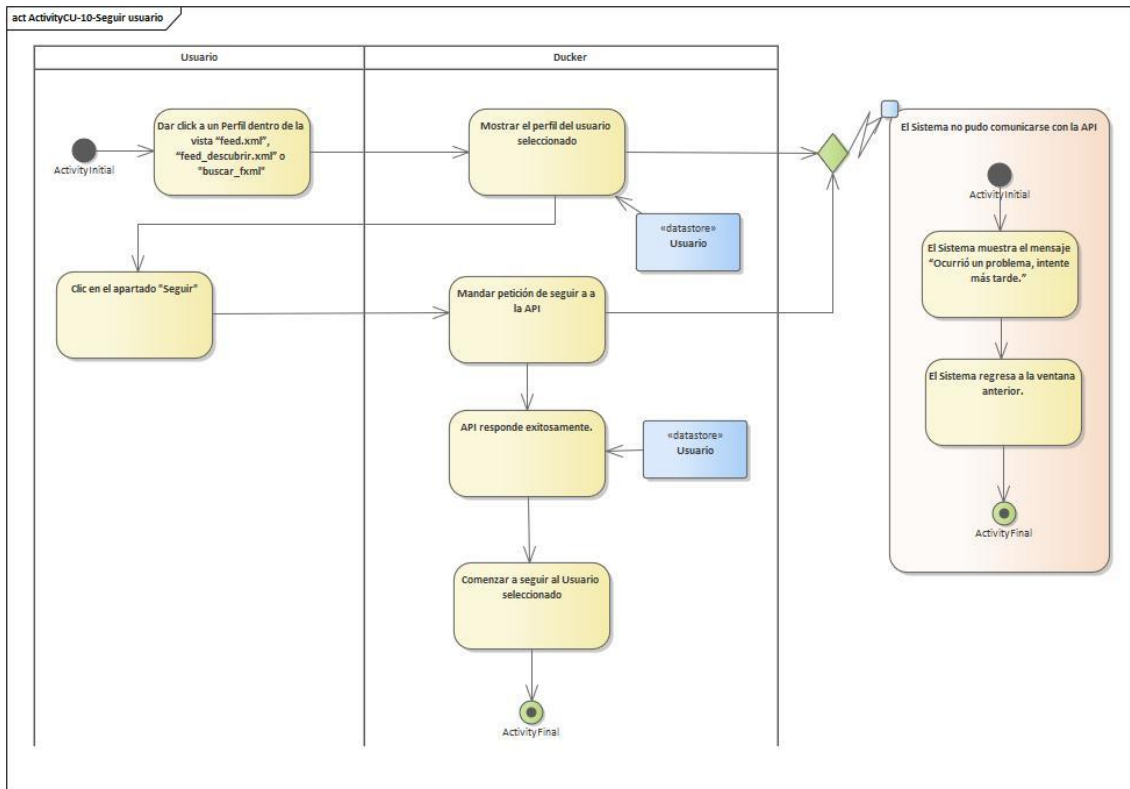 act ActivityCU-10-Seguir usuario
Usuario
Ducker
ActivityInitial
Dar click a un Perfil dentro de la
vista “feed.xml”,
“feed_descubrir.xml” o
"buscar_fxml"
Mostrar el perfil del usuario
seleccionado
«datastore»
Usuario
Clic en el apartado "Seguir"
Mandar petición de seguir a a
la API
API responde exitosamente.
«datastore»
Usuario
Comenzar a seguir al Usuario
seleccionado
ActivityFinal
El Sistema no pudo comunicarse con la API
ActivityInitial
El Sistema muestra el mensaje
“Ocurrió un problema, intente
más tarde.”
El Sistema regresa a la ventana
anterior.
ActivityFinal